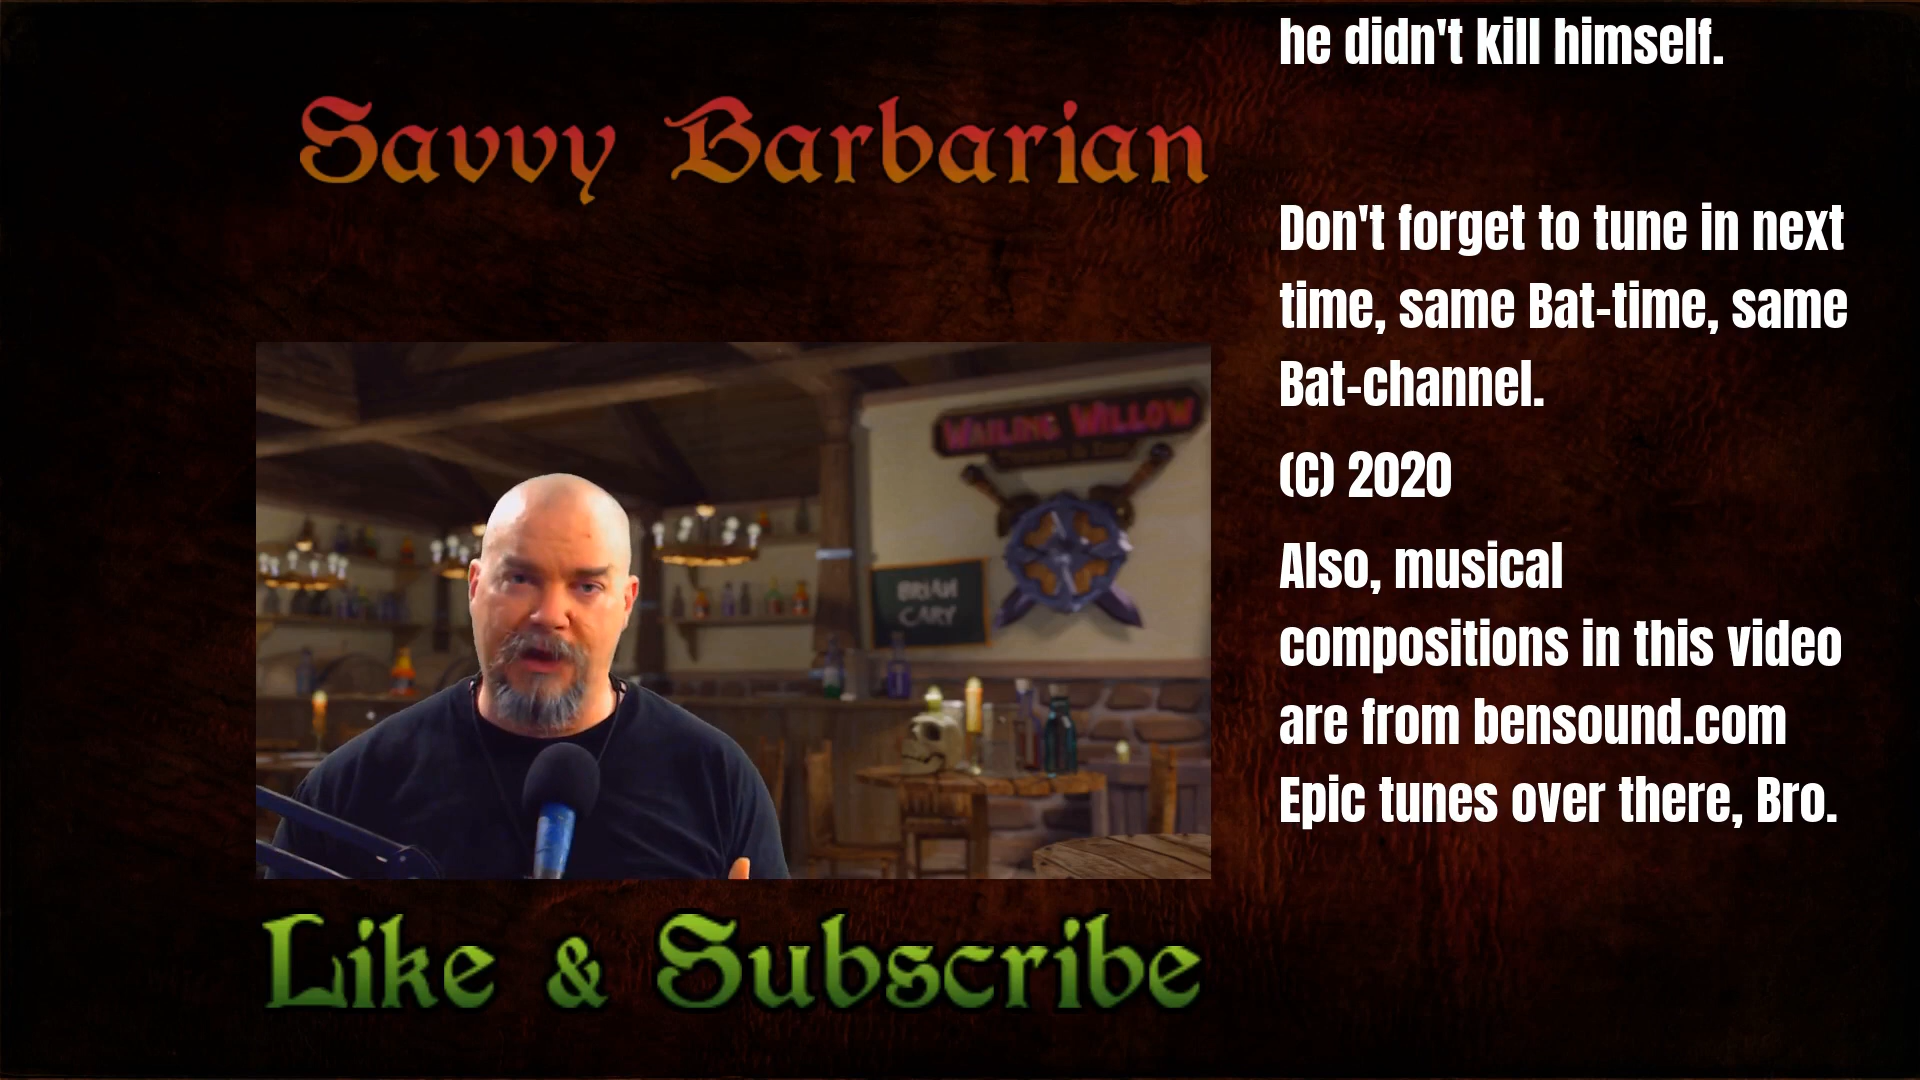 Savvy Barbarian
WAILING WILLOW
BRIAN
CARY
Like & Subscribe
he didn't kill himself.
Don't forget to tune in next
time, same Bat-time, same
Bat-channel.
(C) 2020
Also, musical
compositions in this video
are from bensound.com
Epic tunes over there, Bro.